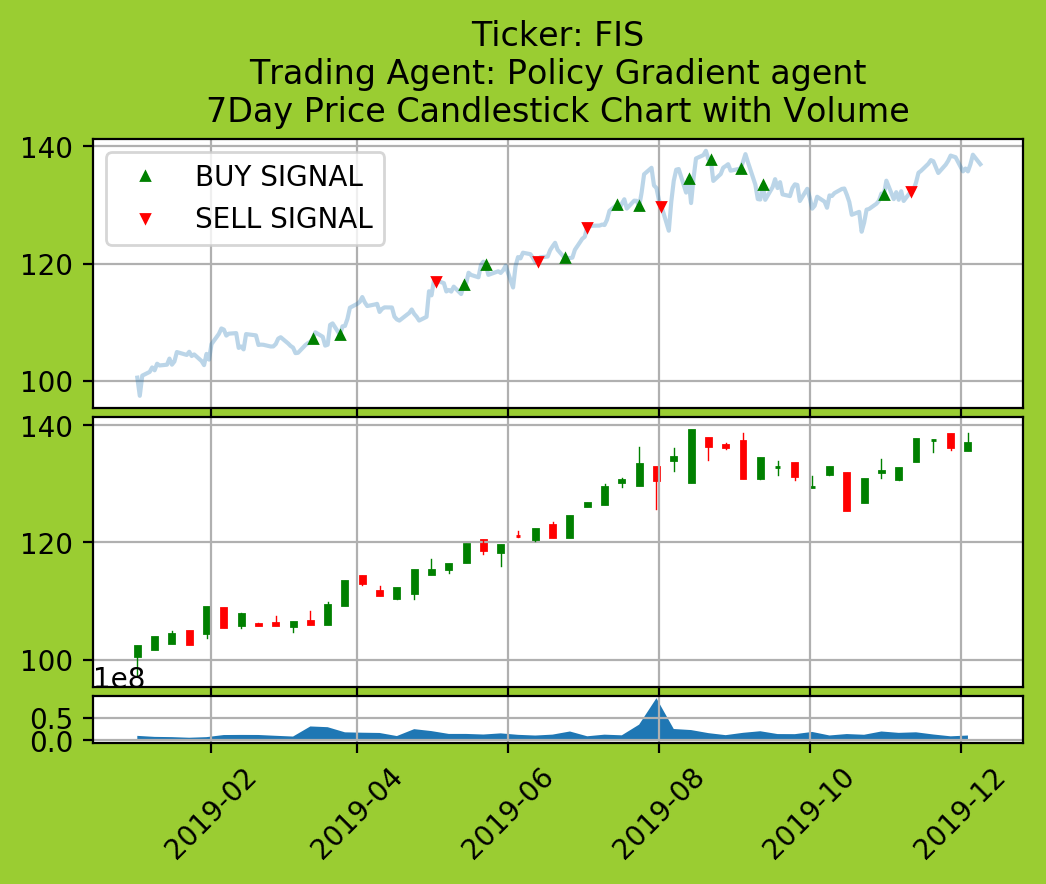 Ticker: FIS
Trading Agent: Policy Gradient agent
7Day Price Candlestick Chart with Volume
140
BUY SIGNAL
SELL SIGNAL
120
100
140
120
100
1e8
0.5
0.0
2019-02
2019-04
2019-06
2019-08
2019-10
2019-12